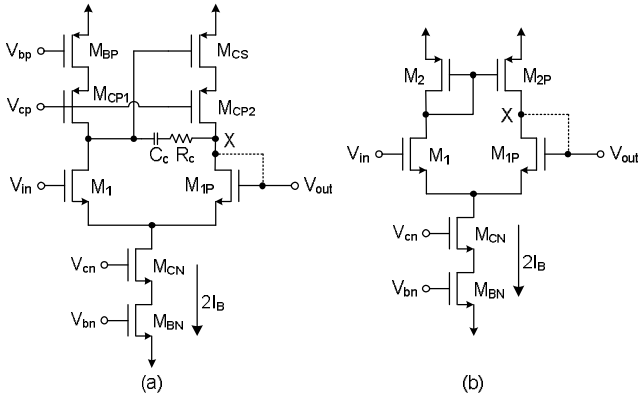 V_bp M_BP M_CS
V_cp M_CP1 M_CP2
C_c R_c X
V_in M_1 M_1P V_out
V_cn M_CN
V_bn M_BN 2I_B
(a)
M_2 M_2P
X
V_in M_1 M_1P V_out
V_cn M_CN
V_bn M_BN 2I_B
(b)